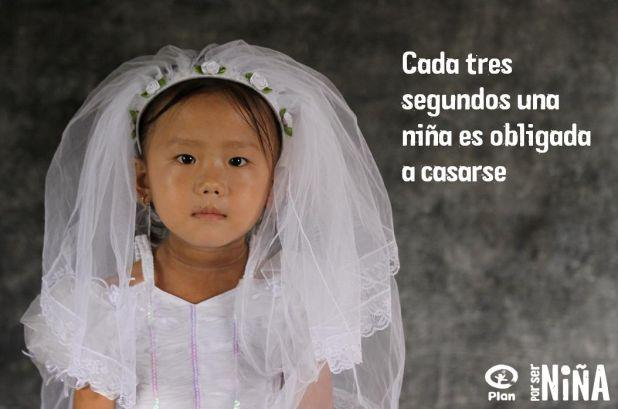 Cada tres
segundos una
niña es obligada
a casarse
Plan
por ser
NiÑA